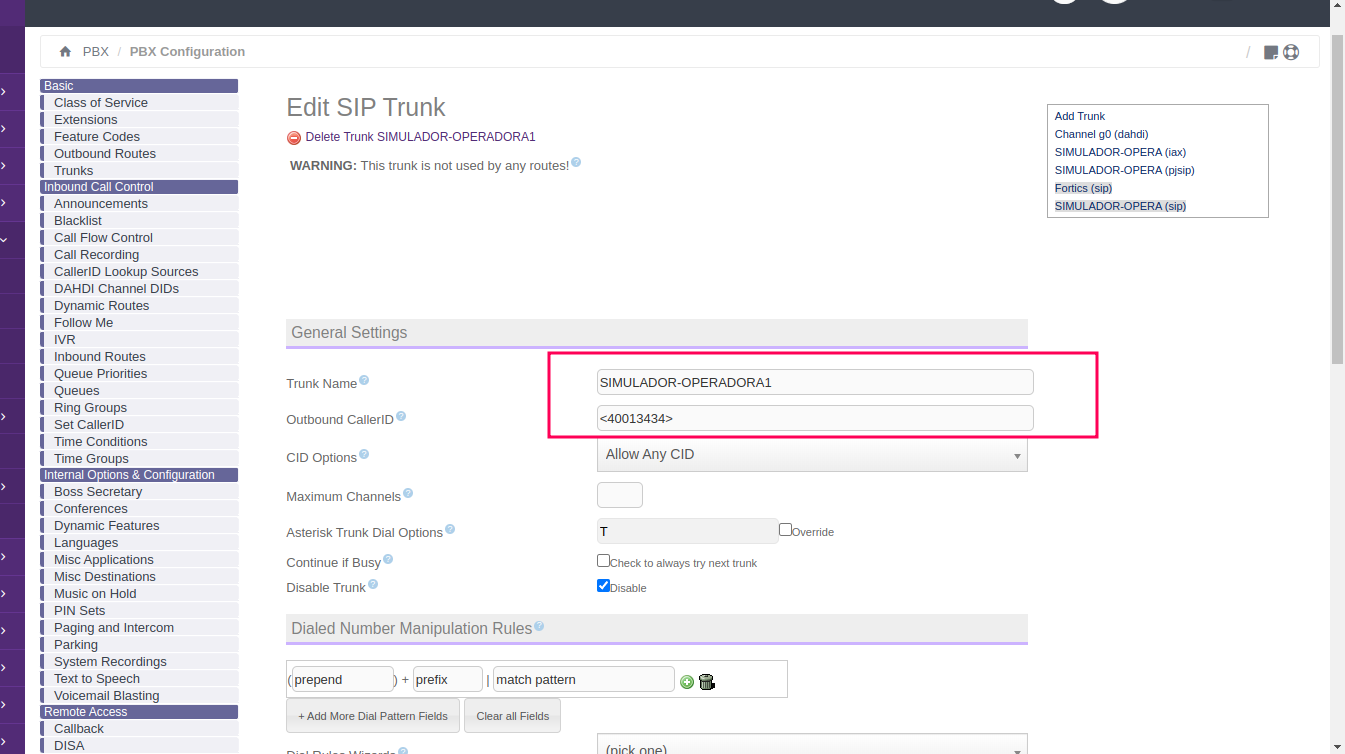 PBX / PBX Configuration /
Basic
Class of Service
Extensions
Feature Codes
Outbound Routes
Trunks
Inbound Call Control
Announcements
Blacklist
Call Flow Control
Call Recording
CallerID Lookup Sources
DAHDI Channel DIDs
Dynamic Routes
Follow Me
IVR
Inbound Routes
Queue Priorities
Queues
Ring Groups
Set CallerID
Time Conditions
Time Groups
Internal Options & Configuration
Boss Secretary
Conferences
Dynamic Features
Languages
Misc Applications
Misc Destinations
Music on Hold
PIN Sets
Paging and Intercom
Parking
System Recordings
Text to Speech
Voicemail Blasting
Remote Access
Callback
DISA
Edit SIP Trunk
Delete Trunk SIMULADOR-OPERADORA1
WARNING: This trunk is not used by any routes!?
Add Trunk
Channel g0 (dahdi)
SIMULADOR-OPERA (iax)
SIMULADOR-OPERA (pjsip)
Fortics (sip)
SIMULADOR-OPERA (sip)
General Settings
Trunk Name? SIMULADOR-OPERADORA1
Outbound CallerID? <40013434>
CID Options? Allow Any CID
Maximum Channels?
Asterisk Trunk Dial Options? T Override
Continue if Busy? Check to always try next trunk
Disable Trunk? Disable
Dialed Number Manipulation Rules?
(prepend) + prefix | match pattern
+ Add More Dial Pattern Fields Clear all Fields
Dial Rules Wizards? (pick one)